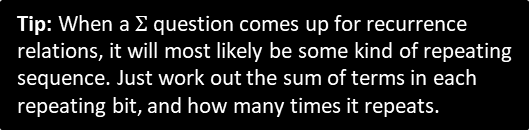 Tip: When a Σ question comes up for recurrence
relations, it will most likely be some kind of repeating
sequence. Just work out the sum of terms in each
repeating bit, and how many times it repeats.